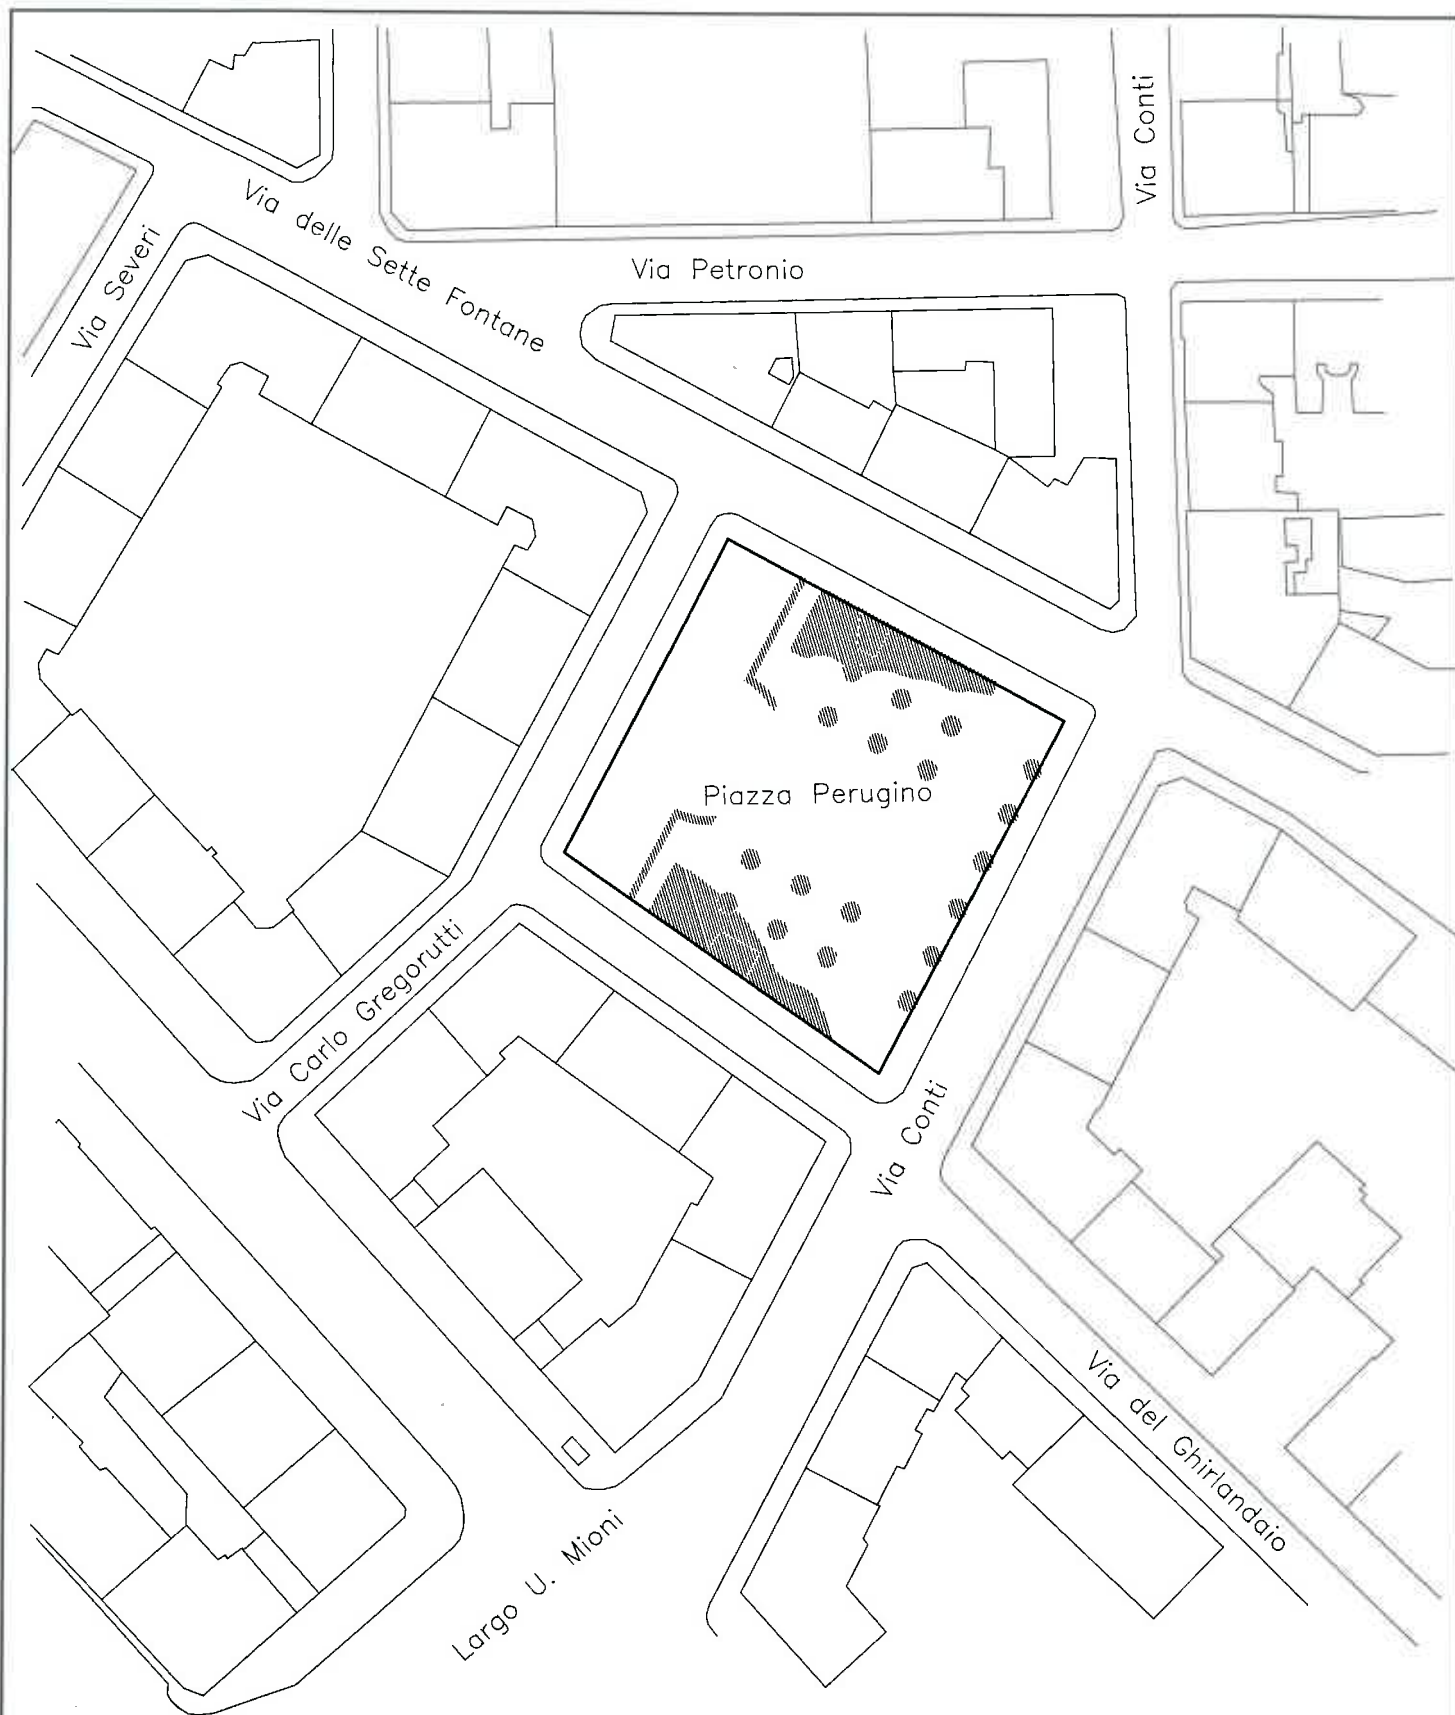 Via Conti
Via delle Sette Fontane
Via Severi
Via Petronio
Piazza Perugino
Via Carlo Gregorutti
Via Conti
Via del Ghirlandaio
Largo U. Mioni